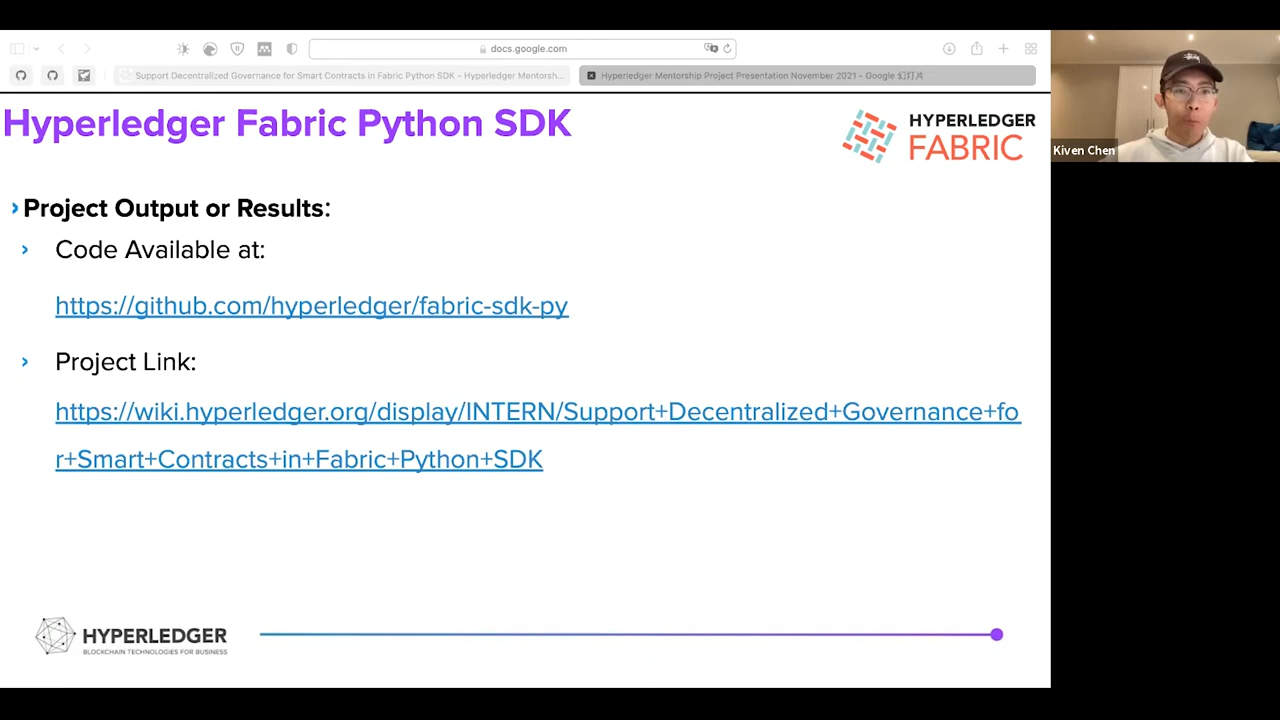 docs.google.com
Support Decentralized Governance for Smart Contracts in Fabric Python SDK - Hyperledger Mentorsh...
Hyperledger Mentorship Project Presentation November 2021 - Google 幻灯片
Hyperledger Fabric Python SDK
HYPERLEDGER
FABRIC
Kiven Chen
Project Output or Results:
Code Available at:
https://github.com/hyperledger/fabric-sdk-py
Project Link:
https://wiki.hyperledger.org/display/INTERN/Support+Decentralized+Governance+fo
r+Smart+Contracts+in+Fabric+Python+SDK
HYPERLEDGER
BLOCKCHAIN TECHNOLOGIES FOR BUSINESS